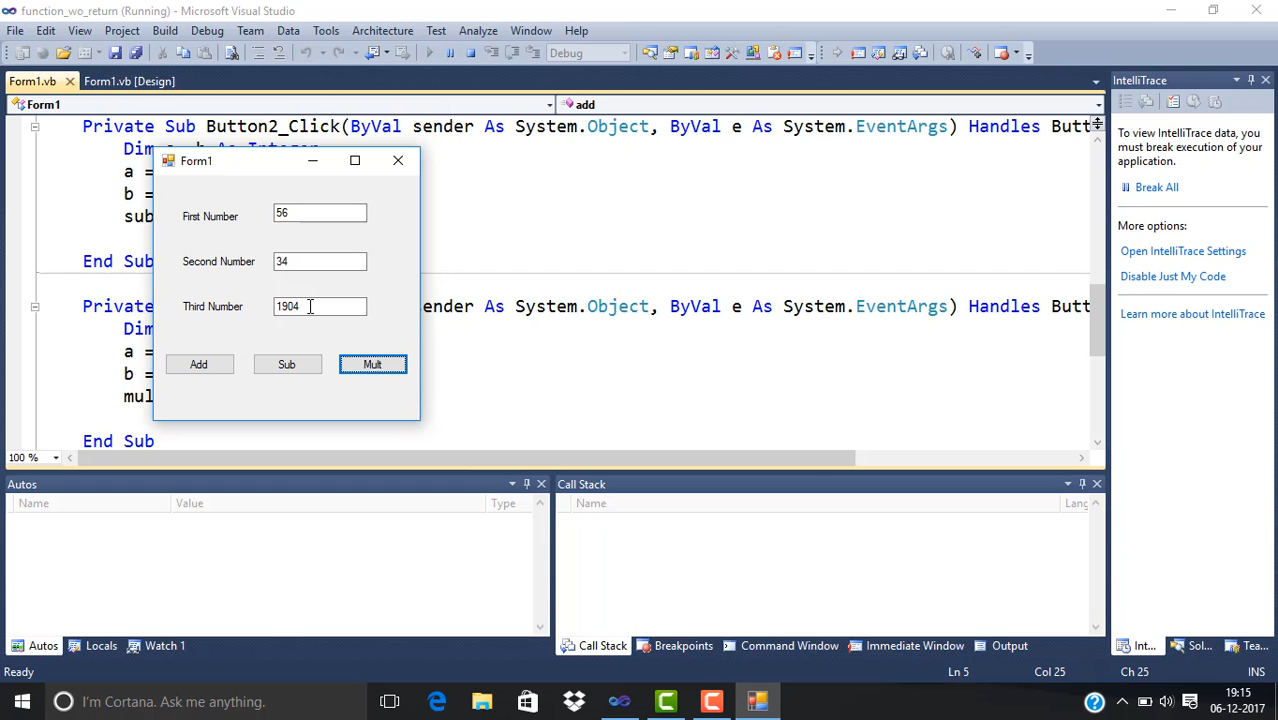 function_wo_return (Running) - Microsoft Visual Studio
File Edit View Project Build Debug Team Data Tools Architecture Test Analyze Window Help
Debug
Form1.vb Form1.vb [Design]
Form1 add
Private Sub Button2_Click(ByVal sender As System.Object, ByVal e As System.EventArgs) Handles Butt
Dim
a =
b =
sub
End Sub
Private sender As System.Object, ByVal e As System.EventArgs) Handles Butt
Dim
a =
b =
mul
End Sub
100 %
Form1
First Number 56
Second Number 34
Third Number 1904
Add Sub Mult
IntelliTrace
To view IntelliTrace data, you must break execution of your application.
Break All
More options:
Open IntelliTrace Settings
Disable Just My Code
Learn more about IntelliTrace
Autos
Name Value Type
Call Stack
Name Lang
Autos Locals Watch 1
Call Stack Breakpoints Command Window Immediate Window Output
Int... Sol... Tea...
Ready Ln 5 Col 25 Ch 25 INS
I'm Cortana. Ask me anything.
19:15
06-12-2017